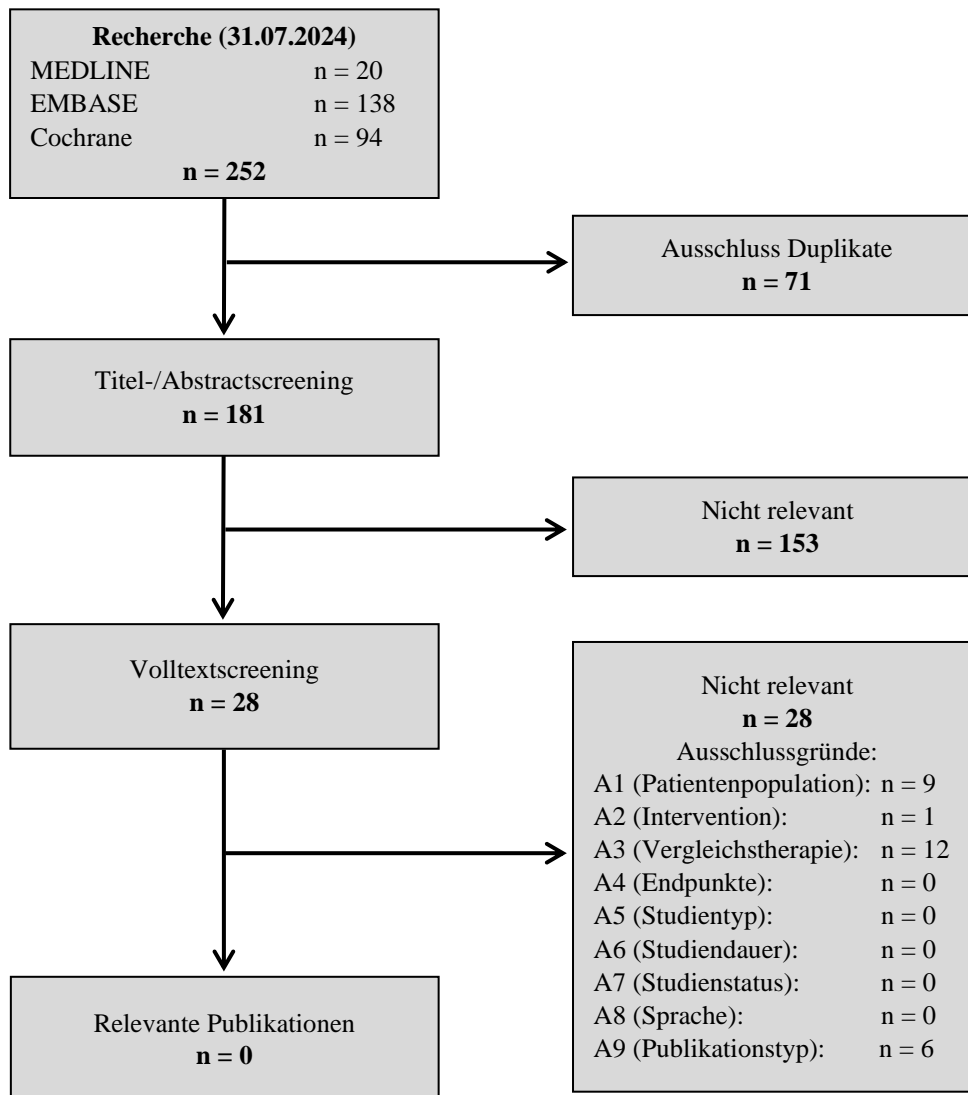 Recherche (31.07.2024)
MEDLINE n = 20
EMBASE n = 138
Cochrane n = 94
n = 252
Ausschluss Duplikate
n = 71
Titel-/Abstractscreening
n = 181
Nicht relevant
n = 153
Volltextscreening
n = 28
Nicht relevant
n = 28
Ausschlussgründe:
A1 (Patientenpopulation): n = 9
A2 (Intervention): n = 1
A3 (Vergleichstherapie): n = 12
A4 (Endpunkte): n = 0
A5 (Studientyp): n = 0
A6 (Studiendauer): n = 0
A7 (Studienstatus): n = 0
A8 (Sprache): n = 0
A9 (Publikationstyp): n = 6
Relevante Publikationen
n = 0